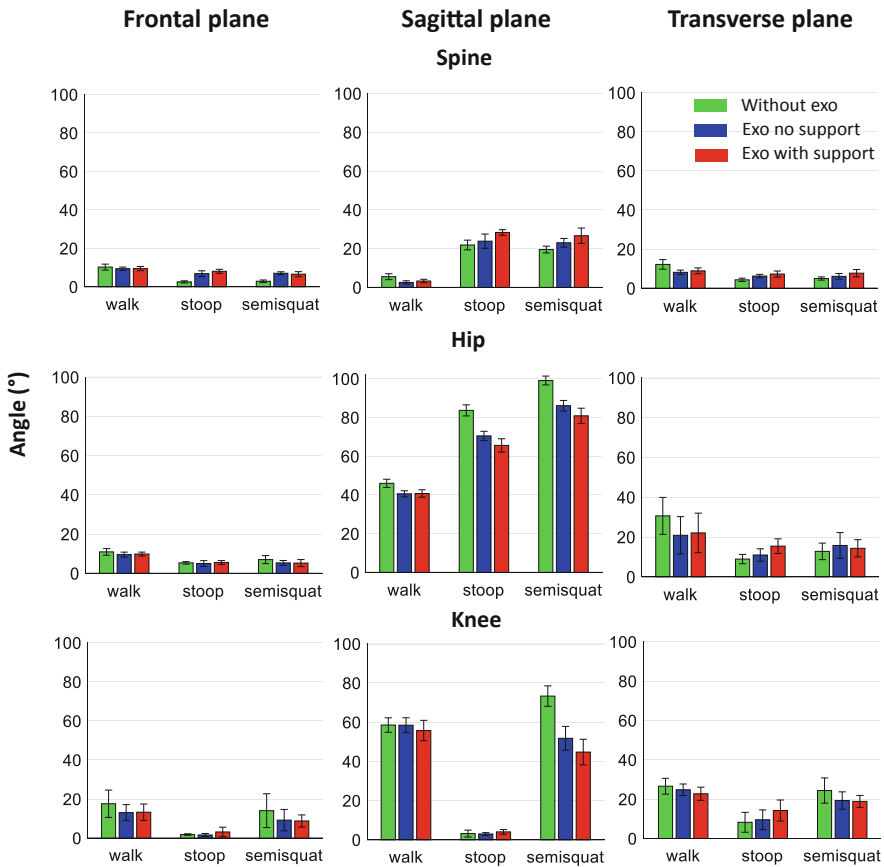 Frontal plane Sagittal plane Transverse plane
Spine
100 100 100
80 80 80
60 60 60
40 40 40
20 20 20
0 0 0
Without exo
Exo no support
Exo with support
walk stoop semisquat walk stoop semisquat walk stoop semisquat
Hip
Angle (°)
100 100 100
80 80 80
60 60 60
40 40 40
20 20 20
0 0 0
walk stoop semisquat walk stoop semisquat walk stoop semisquat
Knee
100 100 100
80 80 80
60 60 60
40 40 40
20 20 20
0 0 0
walk stoop semisquat walk stoop semisquat walk stoop semisquat